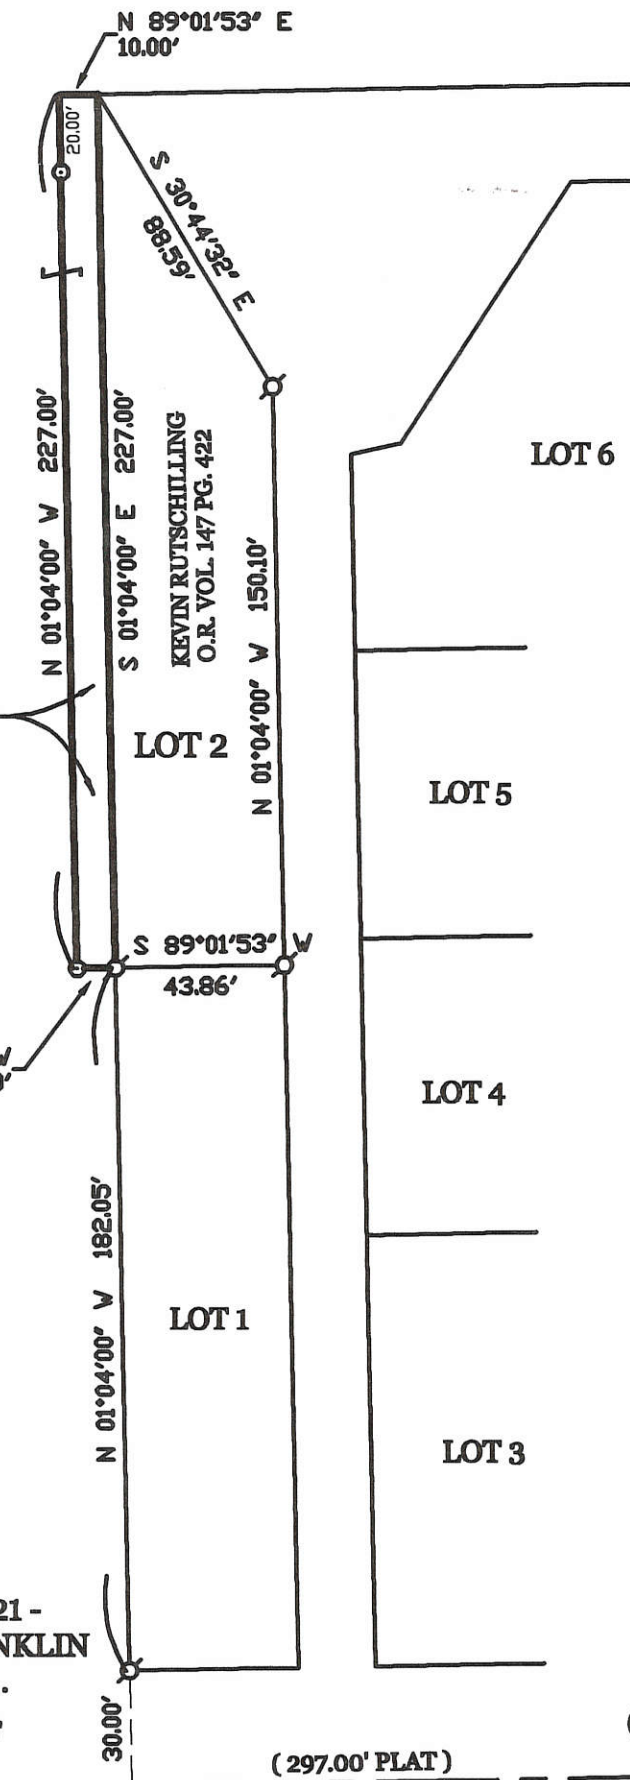 N 89°01'53" E
10.00'
20.00'
S 30°44'32" E
88.59'
N 01°04'00" W 227.00'
S 01°04'00" E 227.00'
KEVIN RUTSCHILLING
O.R. VOL. 147 PG. 422
N 01°04'00" W 150.10'
LOT 6
LOT 2
LOT 5
S 89°01'53" W
43.86'
W
LOT 4
N 01°04'00" W 182.05'
LOT 1
LOT 3
21 -
NKLIN
30.00'
( 297.00' PLAT )